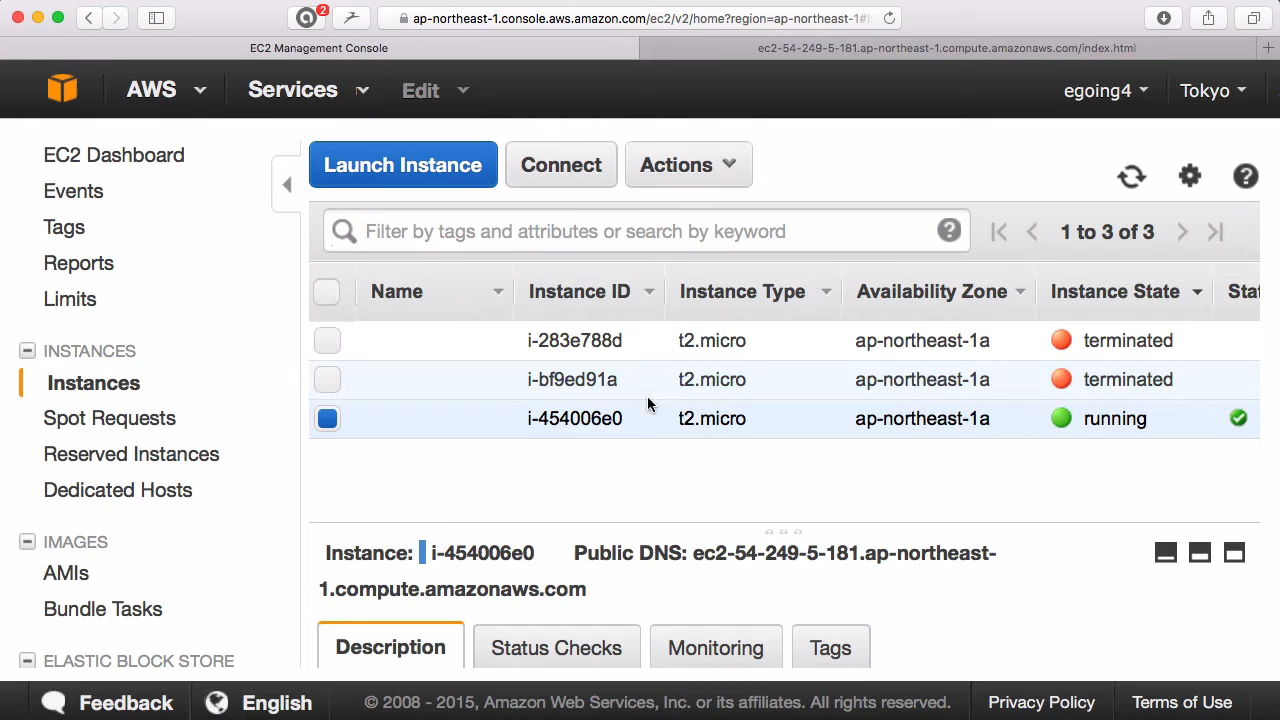 2
ap-northeast-1.console.aws.amazon.com/ec2/v2/home?region=ap-northeast-1#
EC2 Management Console
ec2-54-249-5-181.ap-northeast-1.compute.amazonaws.com/index.html
AWS Services Edit egoing4 Tokyo
EC2 Dashboard
Events
Tags
Reports
Limits
INSTANCES
Instances
Spot Requests
Reserved Instances
Dedicated Hosts
IMAGES
AMIs
Bundle Tasks
ELASTIC BLOCK STORE
Launch Instance Connect Actions
Filter by tags and attributes or search by keyword
1 to 3 of 3
Name Instance ID Instance Type Availability Zone Instance State Stat
i-283e788d t2.micro ap-northeast-1a terminated
i-bf9ed91a t2.micro ap-northeast-1a terminated
i-454006e0 t2.micro ap-northeast-1a running
Instance: i-454006e0 Public DNS: ec2-54-249-5-181.ap-northeast-
1.compute.amazonaws.com
Description Status Checks Monitoring Tags
Feedback English © 2008 - 2015, Amazon Web Services, Inc. or its affiliates. All rights reserved. Privacy Policy Terms of Use